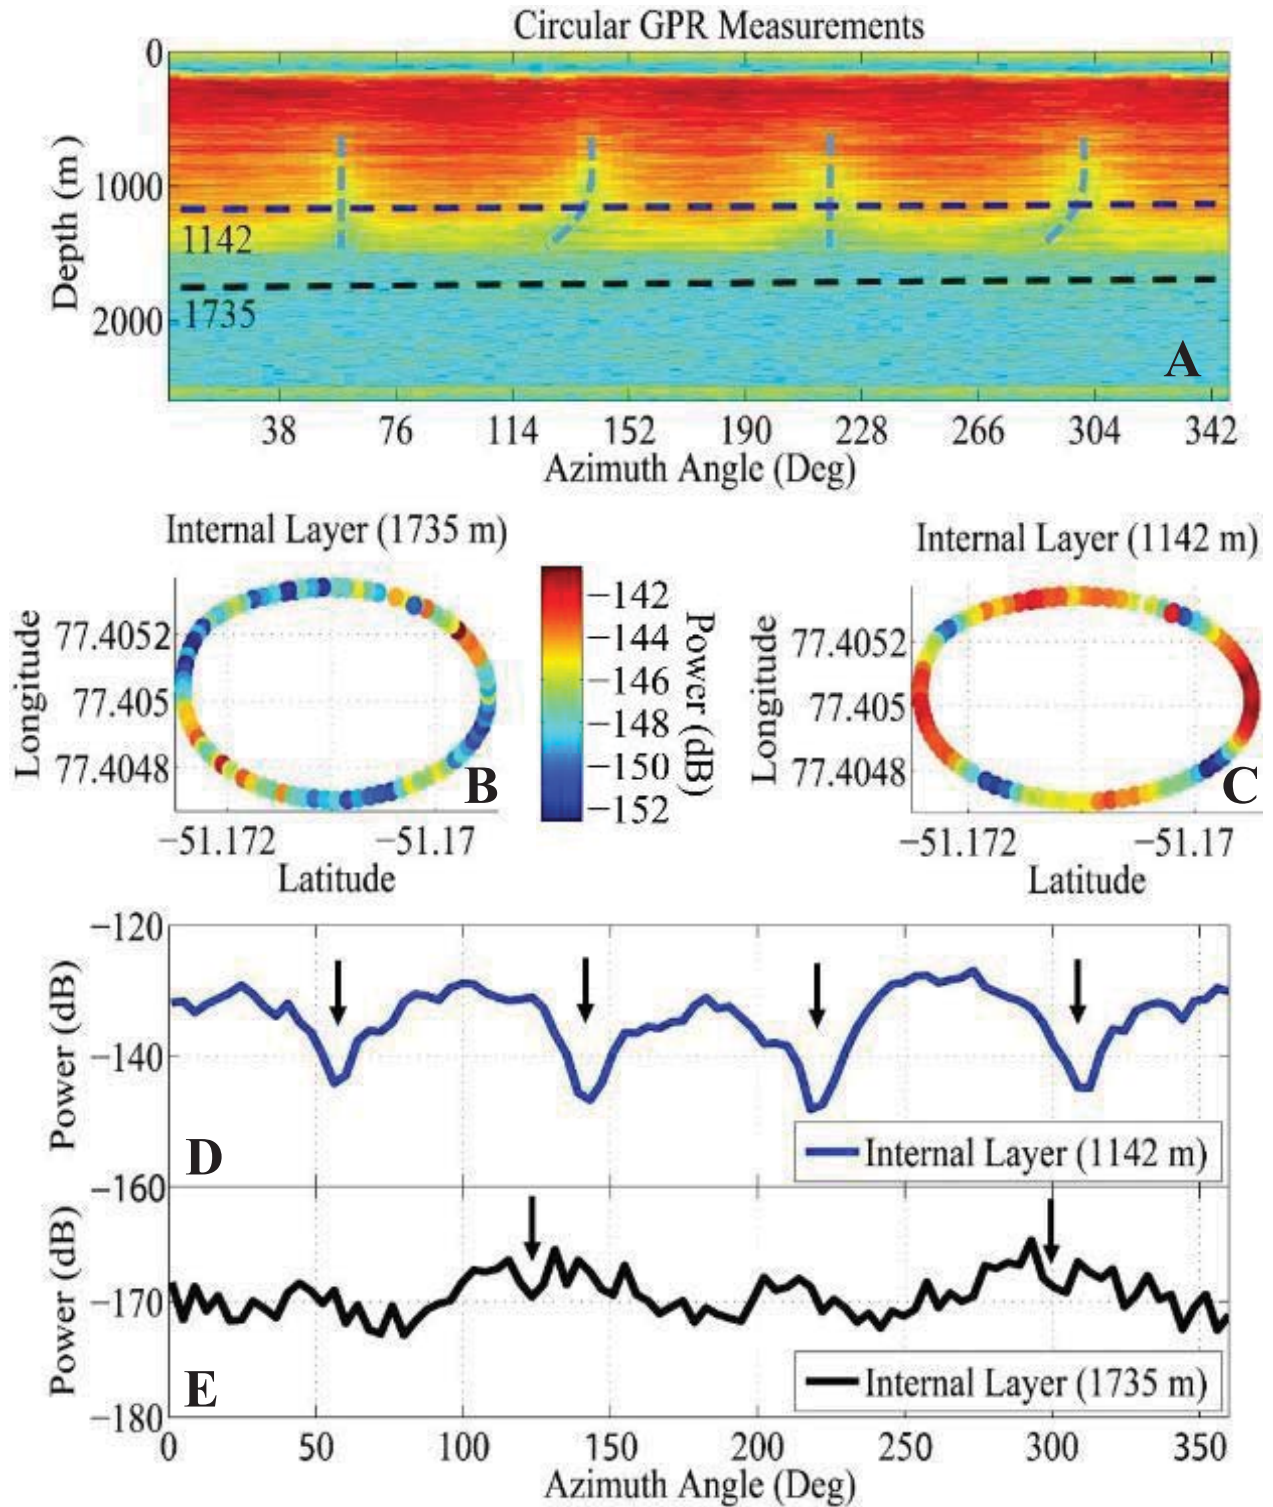 Circular GPR Measurements
0
1000
2000
Depth (m)
1142
1735
A
38 76 114 152 190 228 266 304 342
Azimuth Angle (Deg)
Internal Layer (1735 m)
77.4052
77.405
77.4048
Longitude
B
−51.172 −51.17
Latitude
−142
−144
−146
−148
−150
−152
Power (dB)
Internal Layer (1142 m)
77.4052
77.405
77.4048
Longitude
C
−51.172 −51.17
Latitude
−120
−140
−160
Power (dB)
D
Internal Layer (1142 m)
−170
−180
Power (dB)
E
Internal Layer (1735 m)
0 50 100 150 200 250 300 350
Azimuth Angle (Deg)